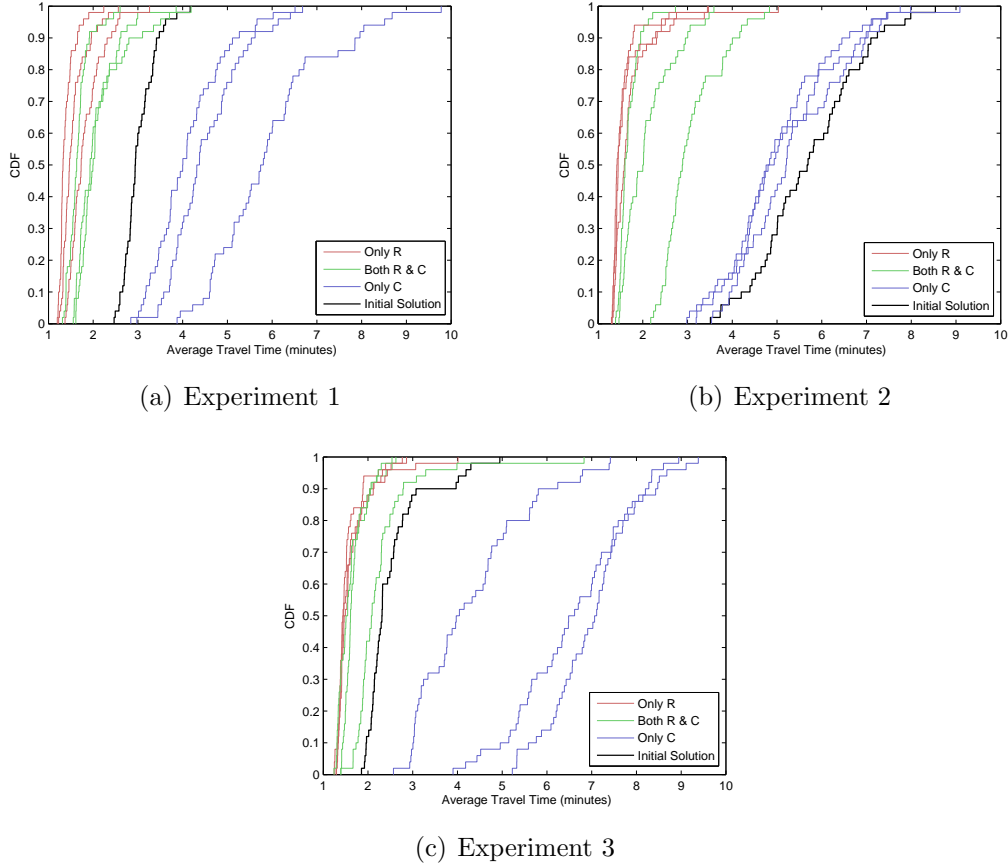 1
0.9
0.8
0.7
0.6
0.5
0.4
0.3
0.2
0.1
0
CDF
Only R
Both R & C
Only C
Initial Solution
1 2 3 4 5 6 7 8 9 10
Average Travel Time (minutes)
(a) Experiment 1
1
0.9
0.8
0.7
0.6
0.5
0.4
0.3
0.2
0.1
0
CDF
Only R
Both R & C
Only C
Initial Solution
1 2 3 4 5 6 7 8 9 10
Average Travel Time (minutes)
(b) Experiment 2
1
0.9
0.8
0.7
0.6
0.5
0.4
0.3
0.2
0.1
0
CDF
Only R
Both R & C
Only C
Initial Solution
1 2 3 4 5 6 7 8 9 10
Average Travel Time (minutes)
(c) Experiment 3